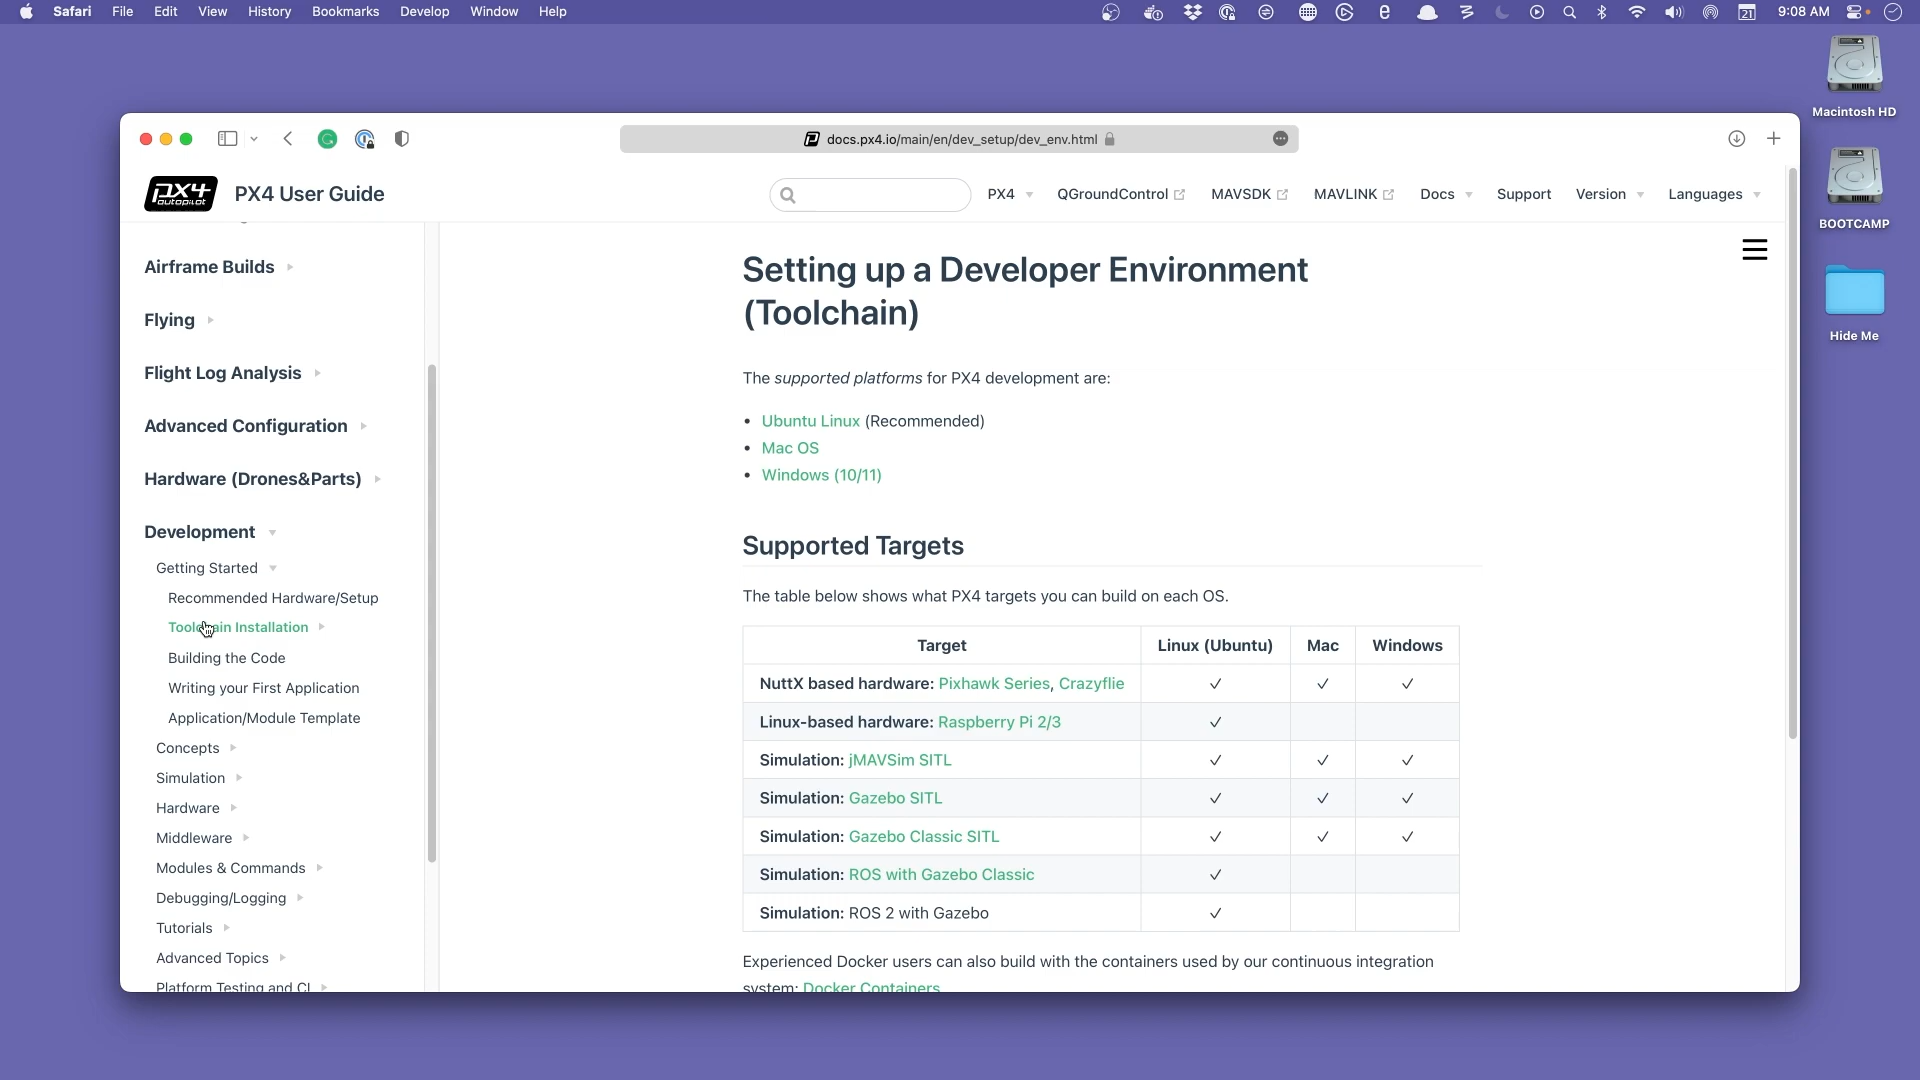 Safari File Edit View History Bookmarks Develop Window Help
21 9:08 AM
Macintosh HD
BOOTCAMP
Hide Me
docs.px4.io/main/en/dev_setup/dev_env.html
PX4 autopilot PX4 User Guide
PX4 QGroundControl MAVSDK MAVLINK Docs Support Version Languages
Airframe Builds
Flying
Flight Log Analysis
Advanced Configuration
Hardware (Drones&Parts)
Development
Getting Started
Recommended Hardware/Setup
Toolchain Installation
Building the Code
Writing your First Application
Application/Module Template
Concepts
Simulation
Hardware
Middleware
Modules & Commands
Debugging/Logging
Tutorials
Advanced Topics
Platform Testing and CI
Setting up a Developer Environment
(Toolchain)
The supported platforms for PX4 development are:
• Ubuntu Linux (Recommended)
• Mac OS
• Windows (10/11)
Supported Targets
The table below shows what PX4 targets you can build on each OS.
Target Linux (Ubuntu) Mac Windows
NuttX based hardware: Pixhawk Series, Crazyflie ✓ ✓ ✓
Linux-based hardware: Raspberry Pi 2/3 ✓
Simulation: jMAVSim SITL ✓ ✓ ✓
Simulation: Gazebo SITL ✓ ✓ ✓
Simulation: Gazebo Classic SITL ✓ ✓ ✓
Simulation: ROS with Gazebo Classic ✓
Simulation: ROS 2 with Gazebo ✓
Experienced Docker users can also build with the containers used by our continuous integration
system: Docker Containers